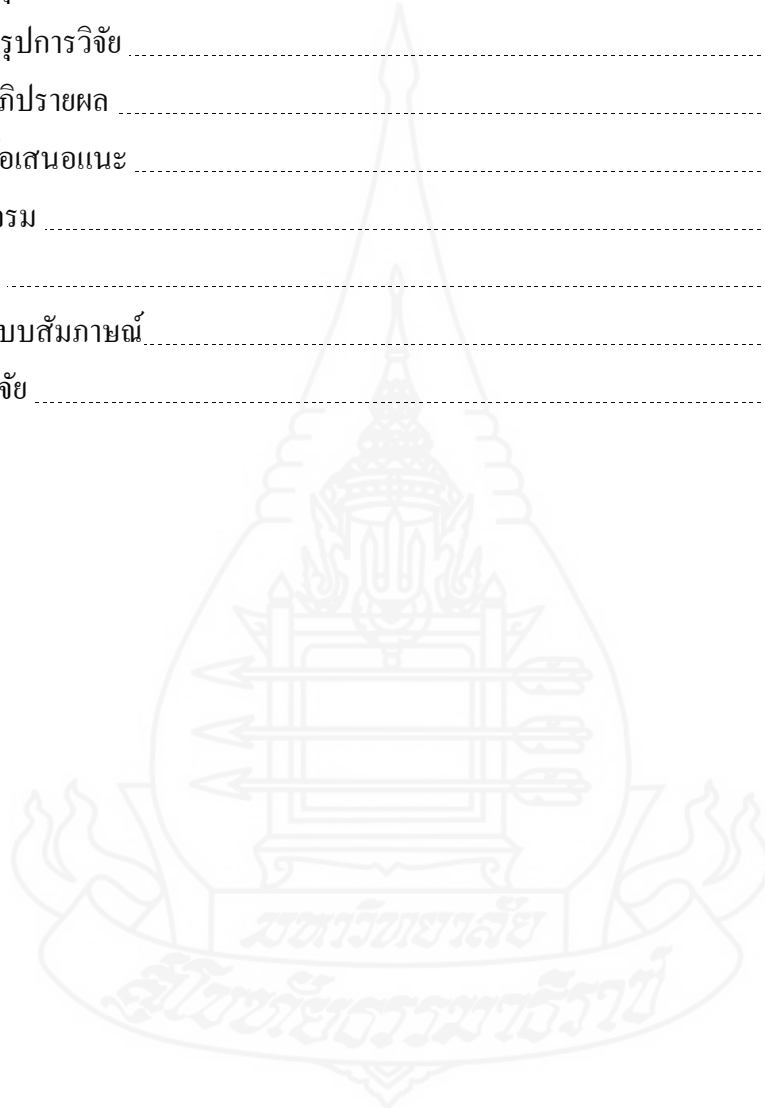 รุปการวิจัย
ภิปรายผล
อเสนอแนะ
กรรม
บบสัมภาษณ์
จัย
มหาวิทยาลัย
สุโขทัยธรรมาธิราช